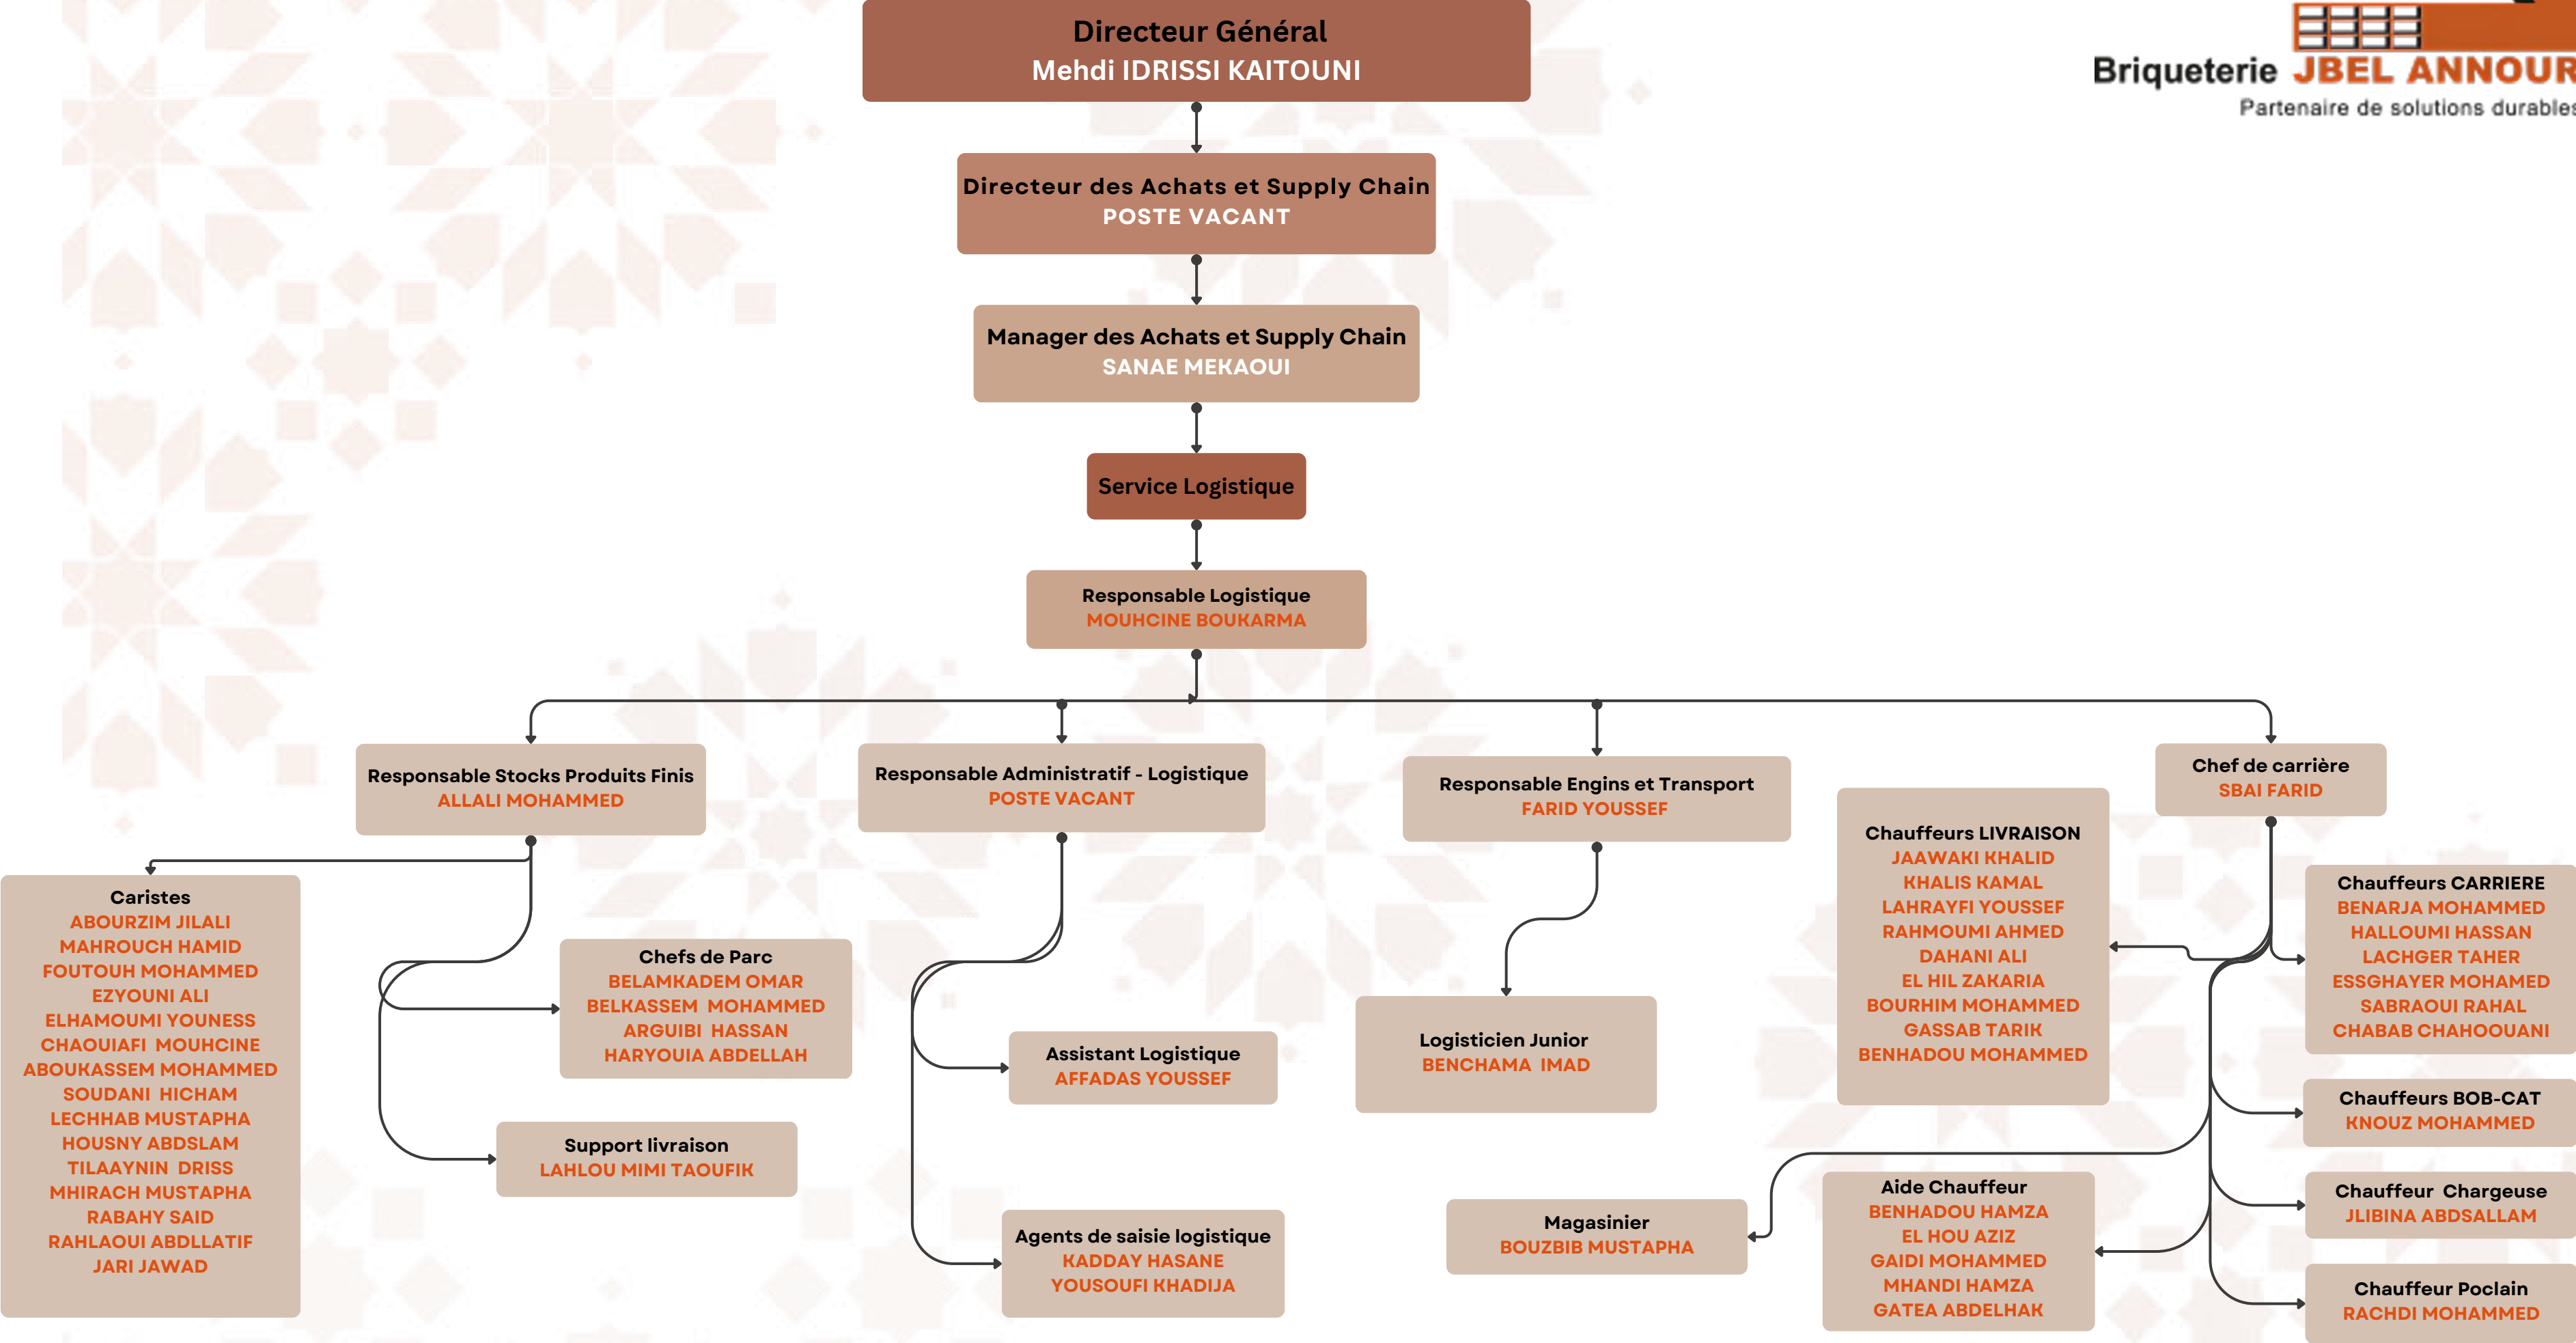 Directeur Général
Mehdi IDRISSI KAITOUNI
Briqueterie JBEL ANNOUR
Partenaire de solutions durables
Directeur des Achats et Supply Chain
POSTE VACANT
Manager des Achats et Supply Chain
SANAE MEKAOUI
Service Logistique
Responsable Logistique
MOUHCINE BOUKARMA
Responsable Stocks Produits Finis
ALLALI MOHAMMED
Responsable Administratif - Logistique
POSTE VACANT
Responsable Engins et Transport
FARID YOUSSEF
Chef de carrière
SBAI FARID
Caristes
ABOURZIM JILALI
MAHROUCH HAMID
FOUTOUH MOHAMMED
EZYOUNI ALI
ELHAMOUMI YOUNESS
CHAOUIAFI MOUHCINE
ABOUKASSEM MOHAMMED
SOUDANI HICHAM
LECHHAB MUSTAPHA
HOUSNY ABDSLAM
TILAAYNIN DRISS
MHIRACH MUSTAPHA
RABAHY SAID
RAHLAOUI ABDLLATIF
JARI JAWAD
Chefs de Parc
BELAMKADEM OMAR
BELKASSEM MOHAMMED
ARGUIBI HASSAN
HARYOUIA ABDELLAH
Support livraison
LAHLOU MIMI TAOUFIK
Assistant Logistique
AFFADAS YOUSSEF
Agents de saisie logistique
KADDAY HASANE
YOUSOUFI KHADIJA
Logisticien Junior
BENCHAMA IMAD
Chauffeurs LIVRAISON
JAAWAKI KHALID
KHALIS KAMAL
LAHRAYFI YOUSSEF
RAHMOUMI AHMED
DAHANI ALI
EL HIL ZAKARIA
BOURHIM MOHAMMED
GASSAB TARIK
BENHADOU MOHAMMED
Chauffeurs CARRIERE
BENARJA MOHAMMED
HALLOUMI HASSAN
LACHGER TAHER
ESSGHAYER MOHAMED
SABRAOUI RAHAL
CHABAB CHAHOOUANI
Chauffeurs BOB-CAT
KNOUZ MOHAMMED
Chauffeur Chargeuse
JLIBINA ABDSALLAM
Chauffeur Poclain
RACHDI MOHAMMED
Magasinier
BOUZBIB MUSTAPHA
Aide Chauffeur
BENHADOU HAMZA
EL HOU AZIZ
GAIDI MOHAMMED
MHANDI HAMZA
GATEA ABDELHAK